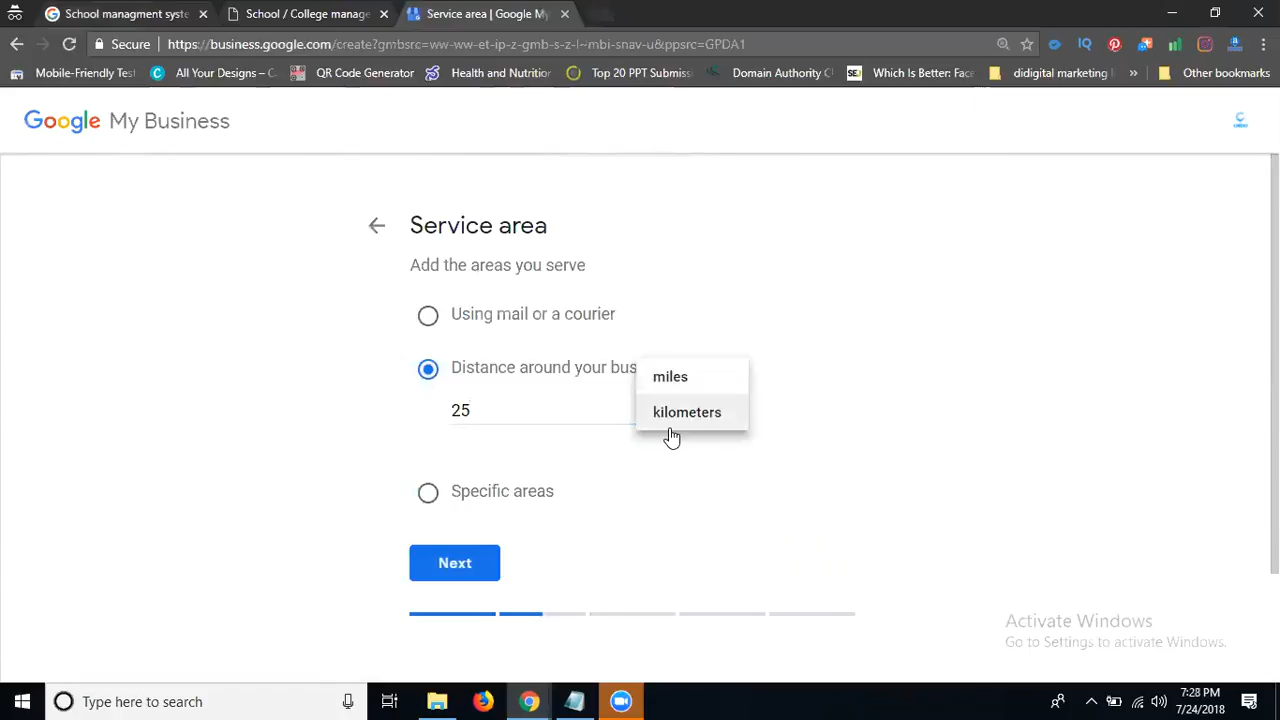 School managment syste
School / College manage
Service area | Google My
Secure
https://business.google.com/create?gmbsrc=ww-ww-et-ip-z-gmb-s-z-l~mbi-snav-u&ppsrc=GPDA1
Mobile-Friendly Test
All Your Designs – C
QR Code Generator
Health and Nutrition
Top 20 PPT Submiss
Domain Authority C
SEJ
Which Is Better: Face
didigital marketing
»
Other bookmarks
Google My Business
Service area
Add the areas you serve
Using mail or a courier
Distance around your bus
miles
25
kilometers
Specific areas
Next
Activate Windows
Go to Settings to activate Windows.
Type here to search
7:28 PM
7/24/2018